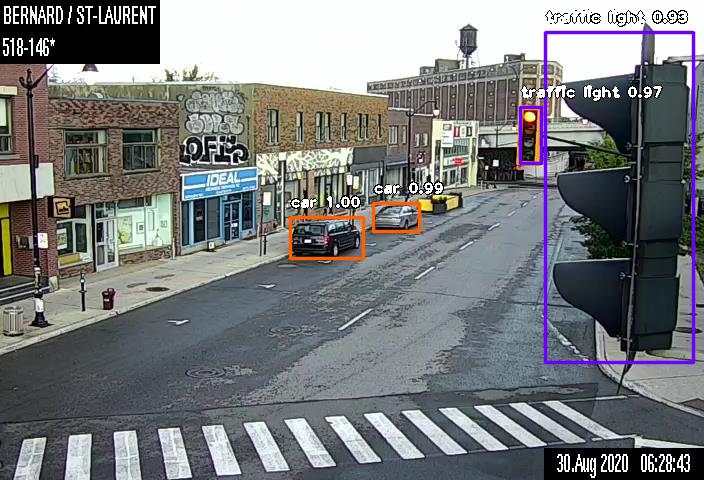 BERNARD / ST-LAURENT
518-146*
traffic light 0.93
traffic light 0.97
IDEAL
car 1.00
car 0.99
30.Aug 2020 06:28:43